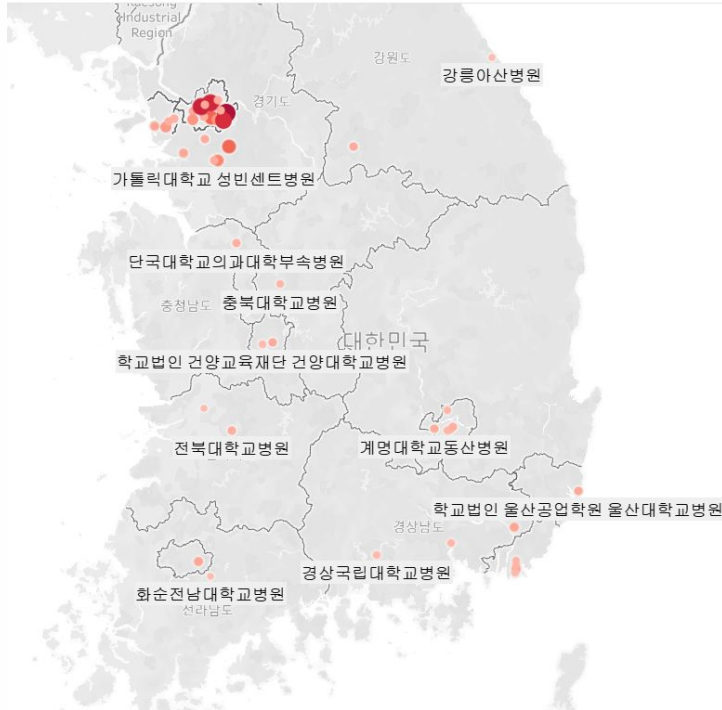 Kaesong
Industrial
Region
강원도
강릉아산병원
경기도
가톨릭대학교 성빈센트병원
단국대학교의과대학부속병원
충청남도
충북대학교병원
대한민국
학교법인 건양교육재단 건양대학교병원
전북대학교병원
계명대학교동산병원
학교법인 울산공업학원 울산대학교병원
경상남도
경상국립대학교병원
화순전남대학교병원
전라남도